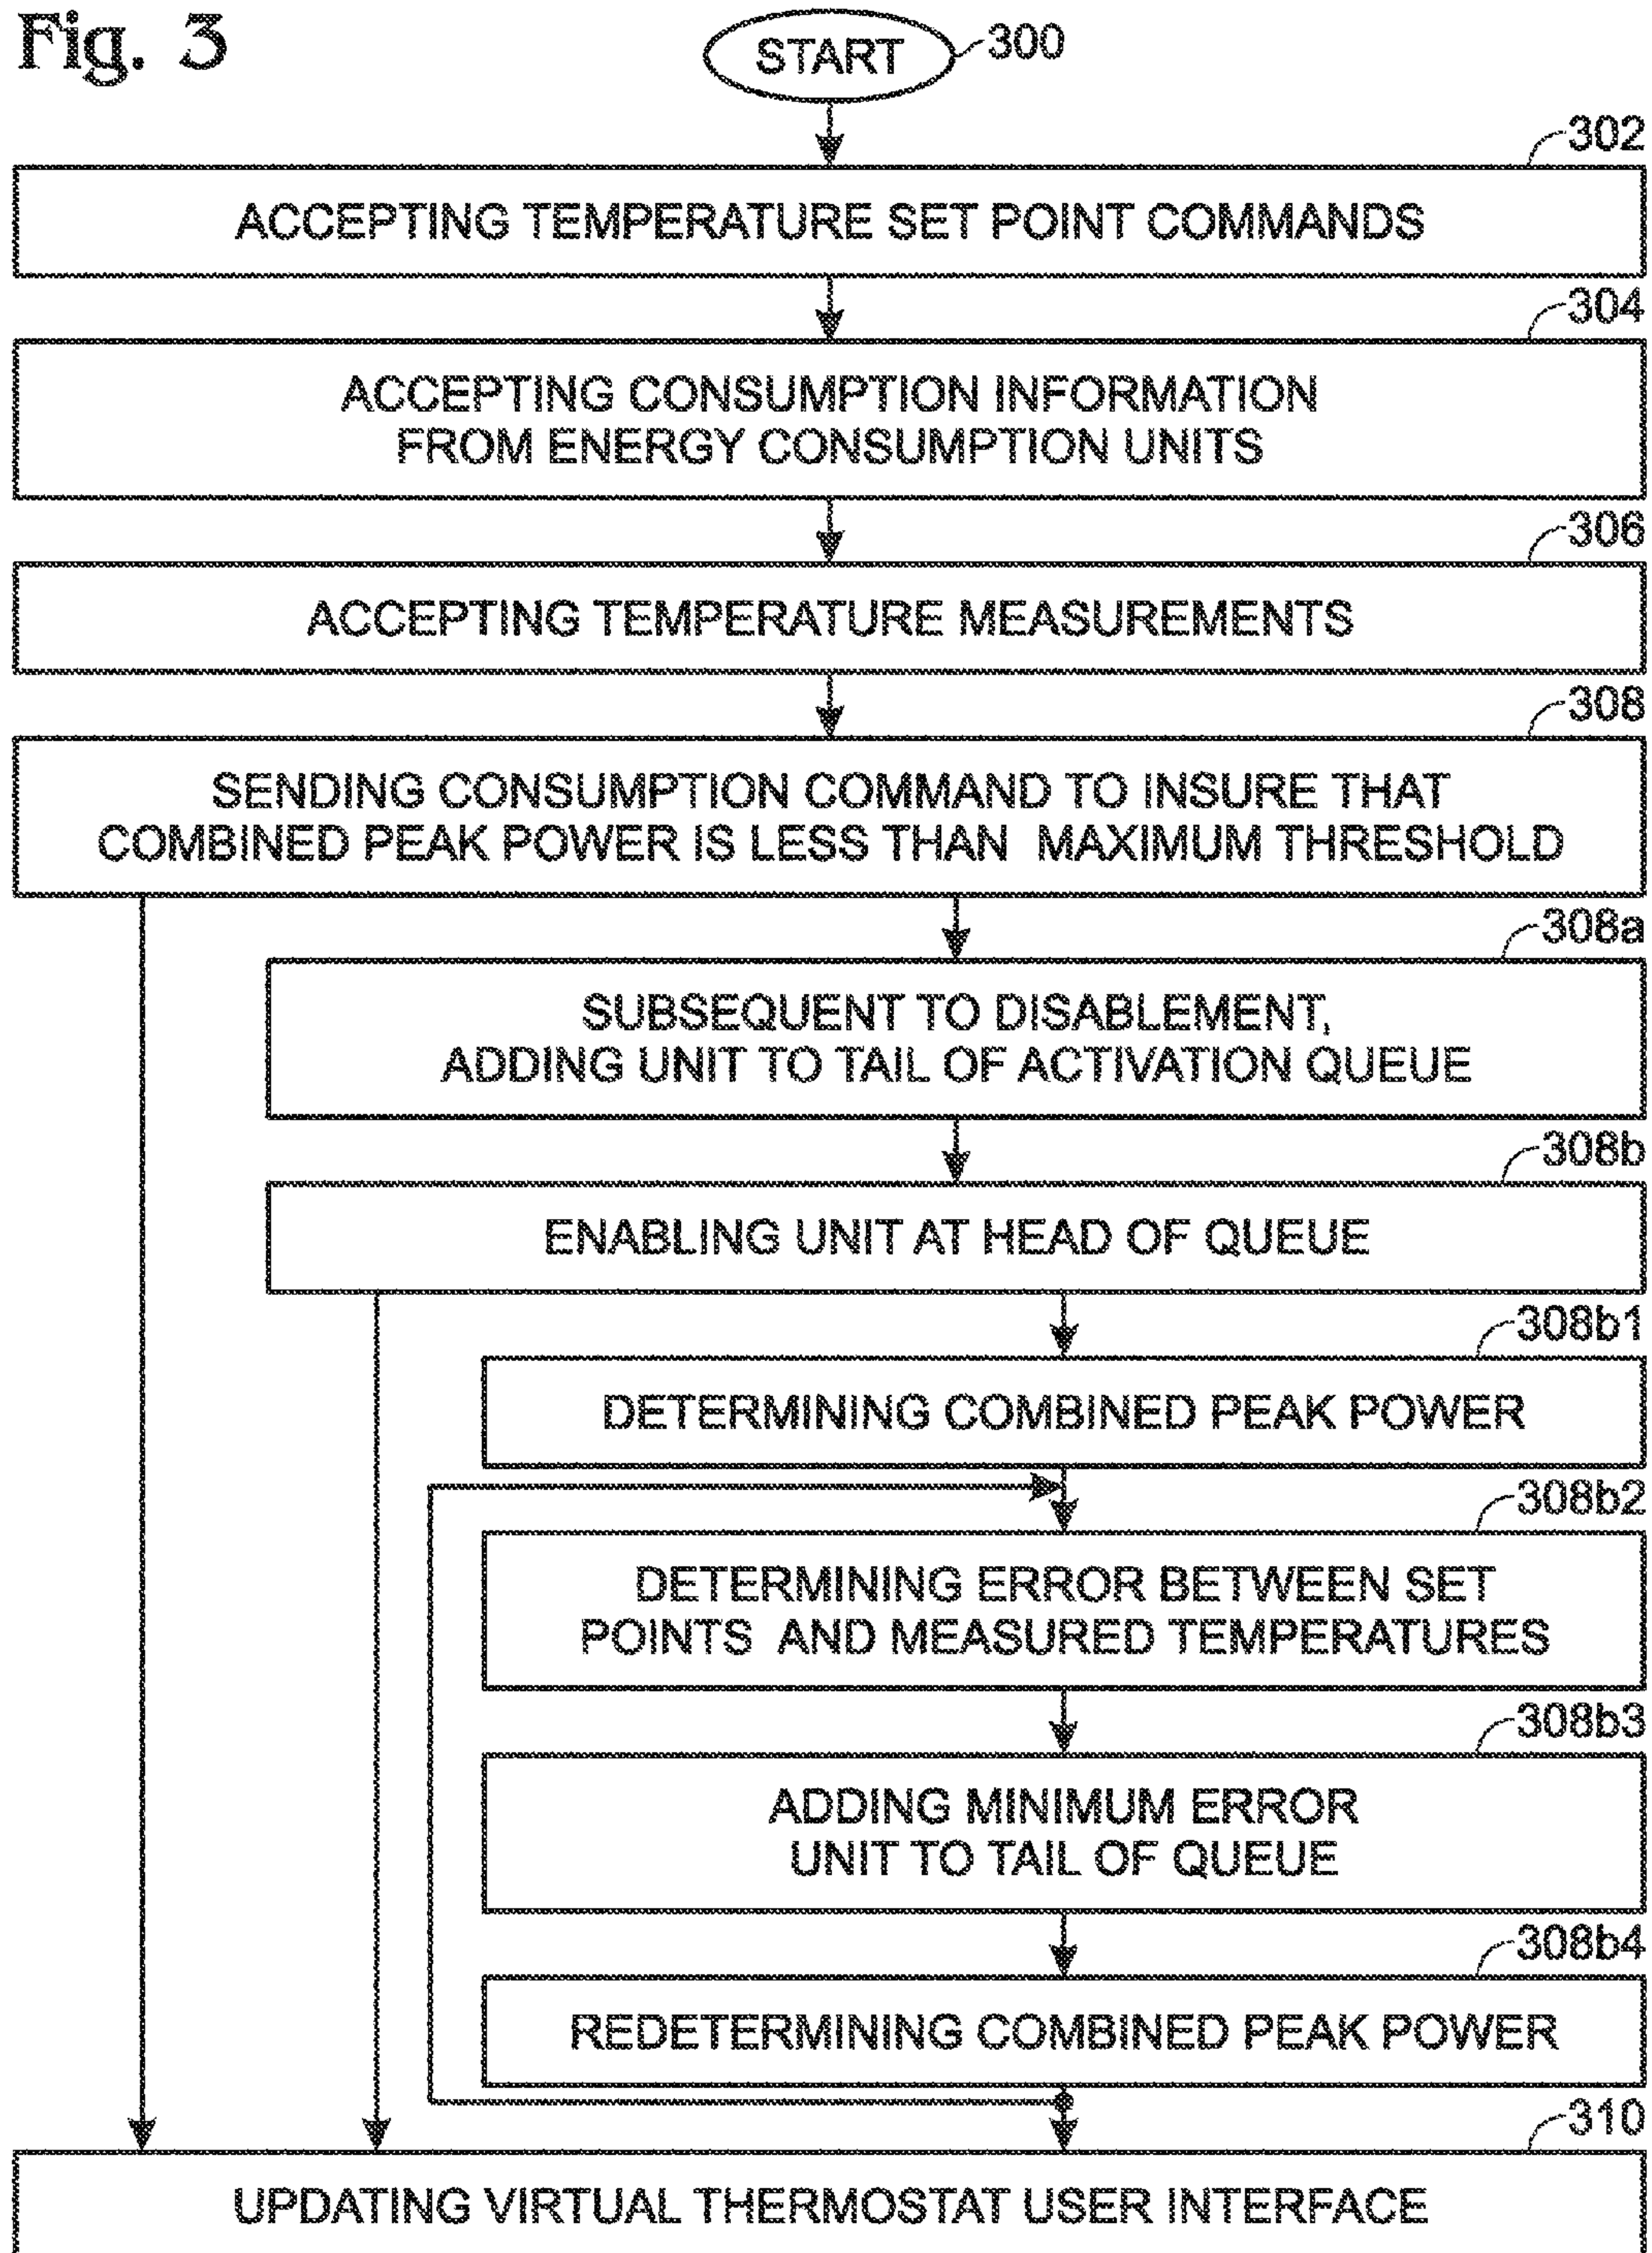 Fig. 3
START
300
302
ACCEPTING TEMPERATURE SET POINT COMMANDS
304
ACCEPTING CONSUMPTION INFORMATION
FROM ENERGY CONSUMPTION UNITS
306
ACCEPTING TEMPERATURE MEASUREMENTS
308
SENDING CONSUMPTION COMMAND TO INSURE THAT
COMBINED PEAK POWER IS LESS THAN MAXIMUM THRESHOLD
308a
SUBSEQUENT TO DISABLEMENT,
ADDING UNIT TO TAIL OF ACTIVATION QUEUE
308b
ENABLING UNIT AT HEAD OF QUEUE
308b1
DETERMINING COMBINED PEAK POWER
308b2
DETERMINING ERROR BETWEEN SET
POINTS AND MEASURED TEMPERATURES
308b3
ADDING MINIMUM ERROR
UNIT TO TAIL OF QUEUE
308b4
REDETERMINING COMBINED PEAK POWER
310
UPDATING VIRTUAL THERMOSTAT USER INTERFACE